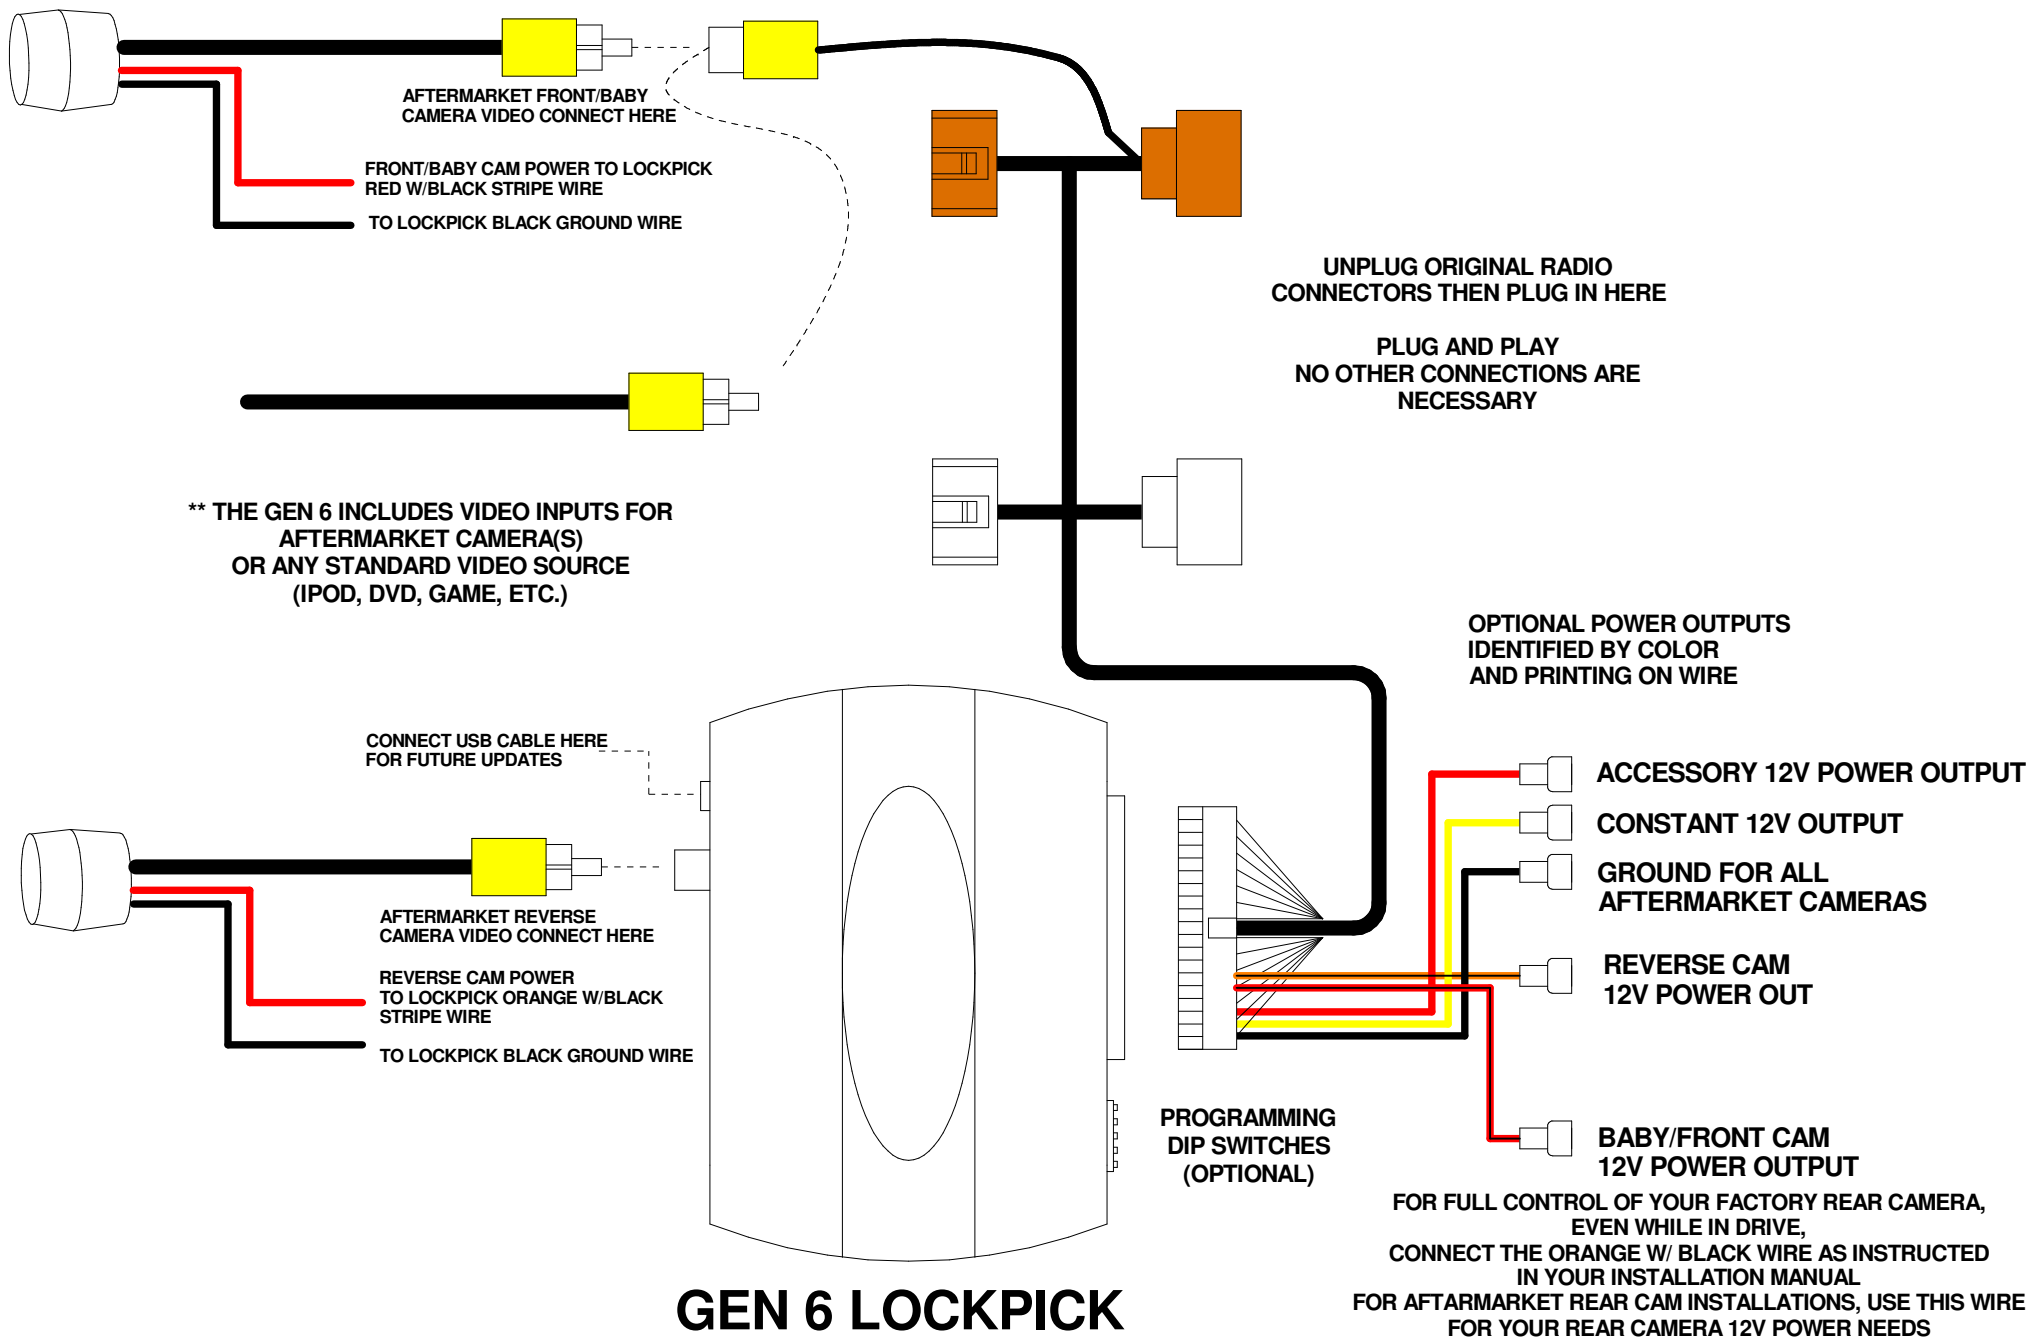 AFTERMARKET FRONT/BABY
CAMERA VIDEO CONNECT HERE
FRONT/BABY CAM POWER TO LOCKPICK
RED W/BLACK STRIPE WIRE
TO LOCKPICK BLACK GROUND WIRE
UNPLUG ORIGINAL RADIO
CONNECTORS THEN PLUG IN HERE
PLUG AND PLAY
NO OTHER CONNECTIONS ARE
NECESSARY
** THE GEN 6 INCLUDES VIDEO INPUTS FOR
AFTERMARKET CAMERA(S)
OR ANY STANDARD VIDEO SOURCE
(IPOD, DVD, GAME, ETC.)
OPTIONAL POWER OUTPUTS
IDENTIFIED BY COLOR
AND PRINTING ON WIRE
CONNECT USB CABLE HERE
FOR FUTURE UPDATES
ACCESSORY 12V POWER OUTPUT
CONSTANT 12V OUTPUT
GROUND FOR ALL
AFTERMARKET CAMERAS
AFTERMARKET REVERSE
CAMERA VIDEO CONNECT HERE
REVERSE CAM POWER
TO LOCKPICK ORANGE W/BLACK
STRIPE WIRE
TO LOCKPICK BLACK GROUND WIRE
REVERSE CAM
12V POWER OUT
PROGRAMMING
DIP SWITCHES
(OPTIONAL)
BABY/FRONT CAM
12V POWER OUTPUT
FOR FULL CONTROL OF YOUR FACTORY REAR CAMERA,
EVEN WHILE IN DRIVE,
CONNECT THE ORANGE W/ BLACK WIRE AS INSTRUCTED
IN YOUR INSTALLATION MANUAL
FOR AFTARMARKET REAR CAM INSTALLATIONS, USE THIS WIRE
FOR YOUR REAR CAMERA 12V POWER NEEDS
GEN 6 LOCKPICK